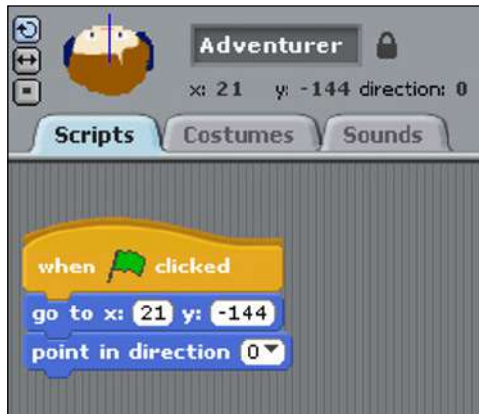 Adventurer
x: 21 y: -144 direction: 0
Scripts Costumes Sounds
when clicked
go to x: 21 y: -144
point in direction 0